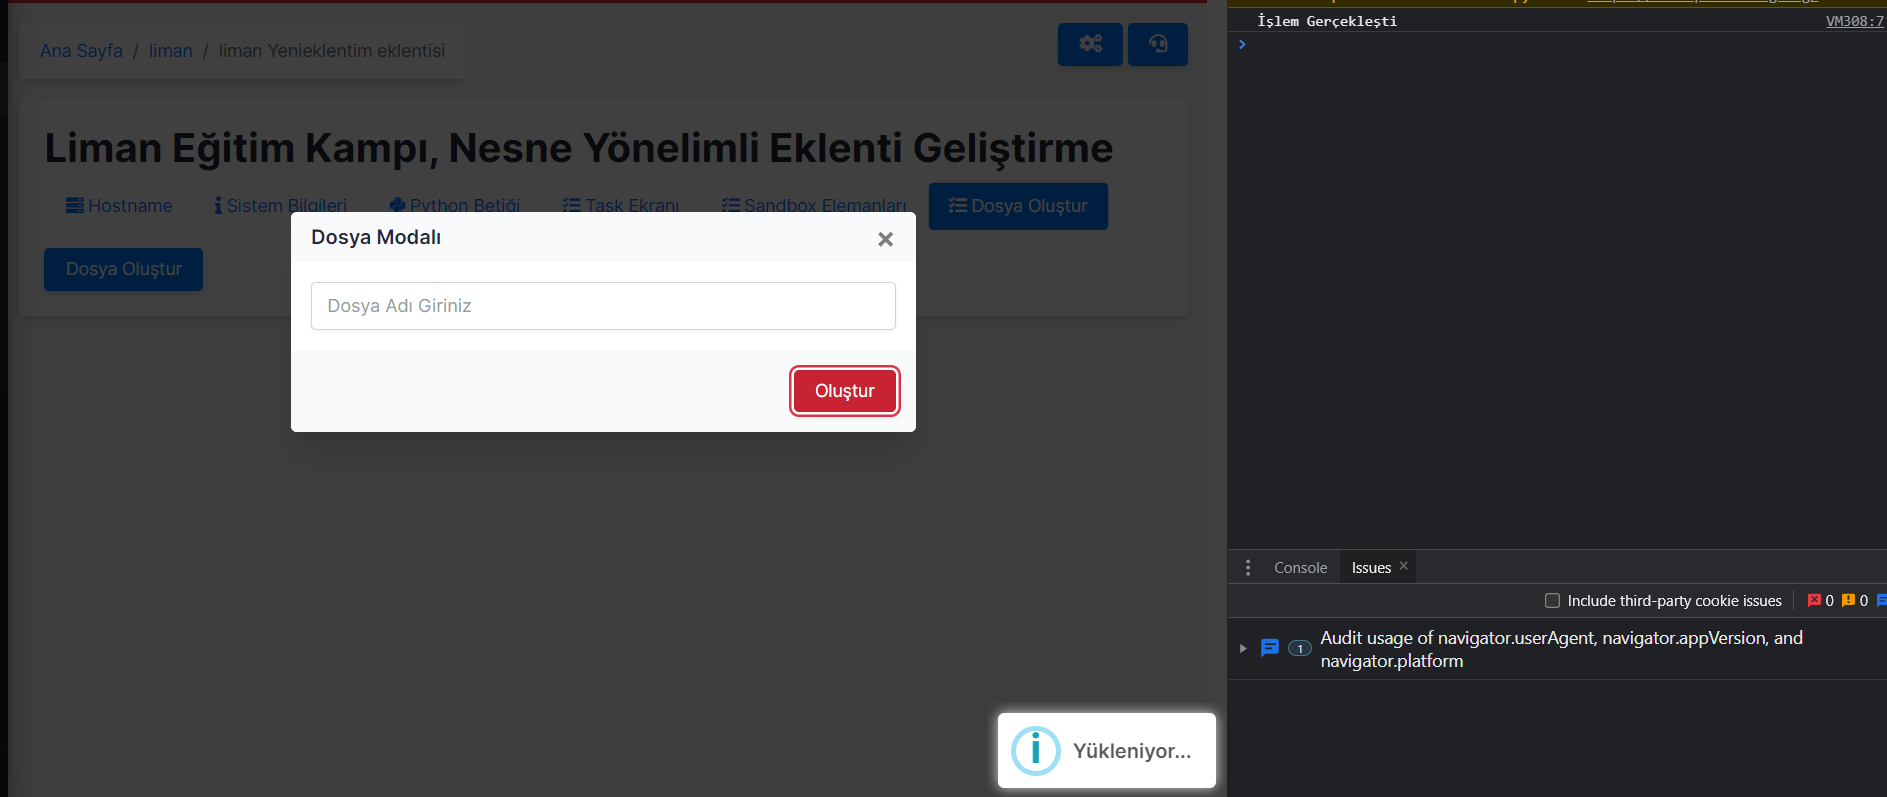 Ana Sayfa / liman / liman Yenieklentim eklentisi
Liman Eğitim Kampı, Nesne Yönelimli Eklenti Geliştirme
Hostname Sistem Bilgileri Python Betiği Task Ekranı Sandbox Elemanları Dosya Oluştur
Dosya Oluştur
Dosya Modalı ×
Dosya Adı Giriniz
Oluştur
Yükleniyor...
İşlem Gerçekleşti VM308:7
Console Issues ×
Include third-party cookie issues 0 0
1 Audit usage of navigator.userAgent, navigator.appVersion, and
navigator.platform